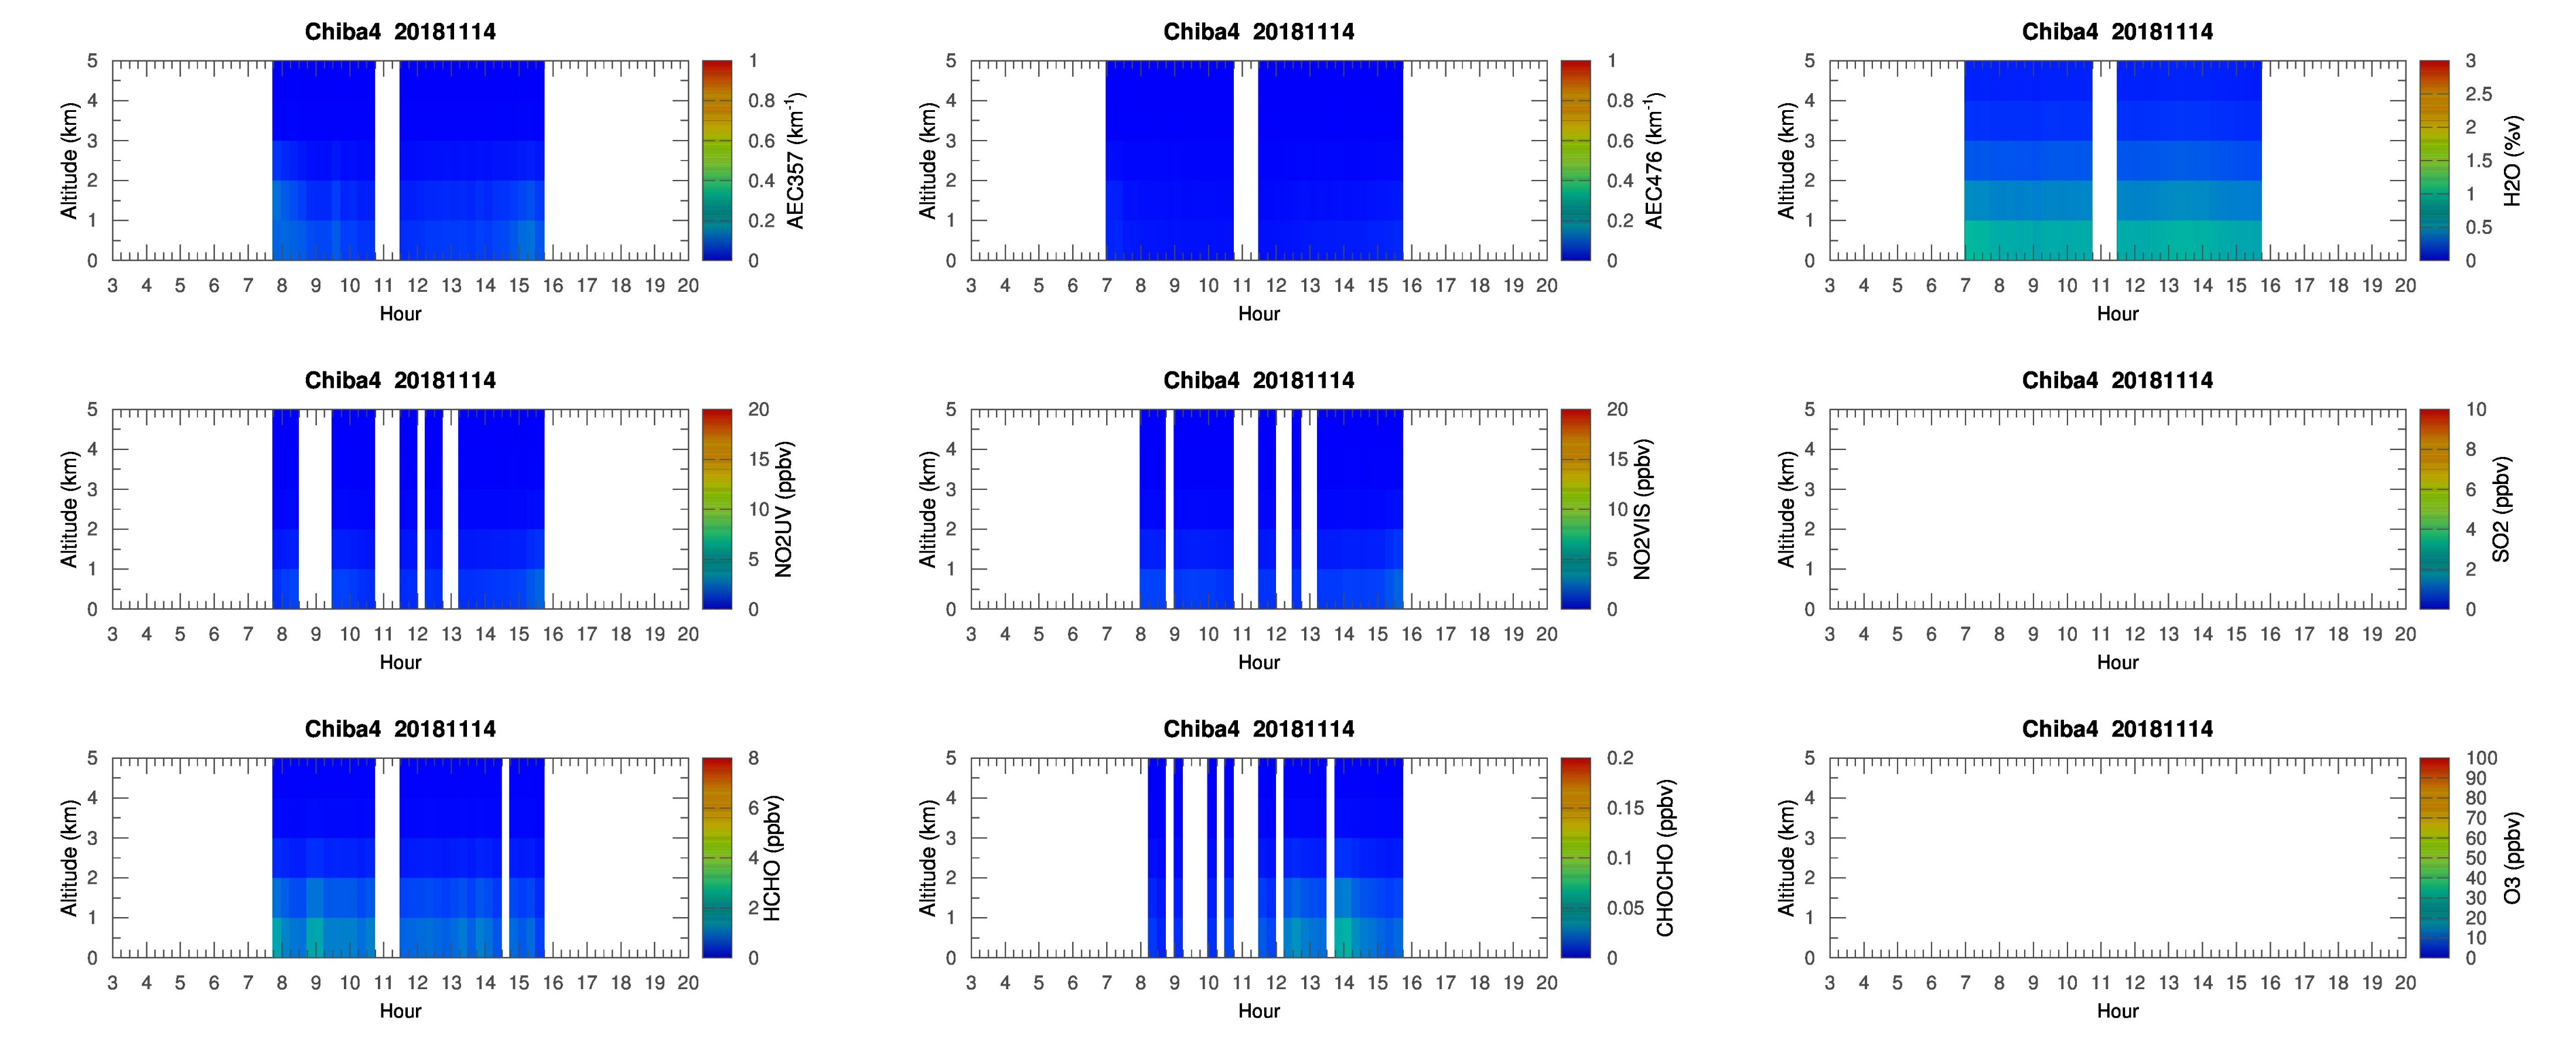 Chiba4 20181114
5
4
3
2
1
0
Altitude (km)
3 4 5 6 7 8 9 10 11 12 13 14 15 16 17 18 19 20
Hour
1
0.8
0.6
0.4
0.2
0
AEC357 (km-1)
Chiba4 20181114
5
4
3
2
1
0
Altitude (km)
3 4 5 6 7 8 9 10 11 12 13 14 15 16 17 18 19 20
Hour
1
0.8
0.6
0.4
0.2
0
AEC476 (km-1)
Chiba4 20181114
5
4
3
2
1
0
Altitude (km)
3 4 5 6 7 8 9 10 11 12 13 14 15 16 17 18 19 20
Hour
3
2.5
2
1.5
1
0.5
0
H2O (%v)
Chiba4 20181114
5
4
3
2
1
0
Altitude (km)
3 4 5 6 7 8 9 10 11 12 13 14 15 16 17 18 19 20
Hour
20
15
10
5
0
NO2UV (ppbv)
Chiba4 20181114
5
4
3
2
1
0
Altitude (km)
3 4 5 6 7 8 9 10 11 12 13 14 15 16 17 18 19 20
Hour
20
15
10
5
0
NO2VIS (ppbv)
Chiba4 20181114
5
4
3
2
1
0
Altitude (km)
3 4 5 6 7 8 9 10 11 12 13 14 15 16 17 18 19 20
Hour
10
8
6
4
2
0
SO2 (ppbv)
Chiba4 20181114
5
4
3
2
1
0
Altitude (km)
3 4 5 6 7 8 9 10 11 12 13 14 15 16 17 18 19 20
Hour
8
6
4
2
0
HCHO (ppbv)
Chiba4 20181114
5
4
3
2
1
0
Altitude (km)
3 4 5 6 7 8 9 10 11 12 13 14 15 16 17 18 19 20
Hour
0.2
0.15
0.1
0.05
0
CHOCHO (ppbv)
Chiba4 20181114
5
4
3
2
1
0
Altitude (km)
3 4 5 6 7 8 9 10 11 12 13 14 15 16 17 18 19 20
Hour
100
90
80
70
60
50
40
30
20
10
0
O3 (ppbv)